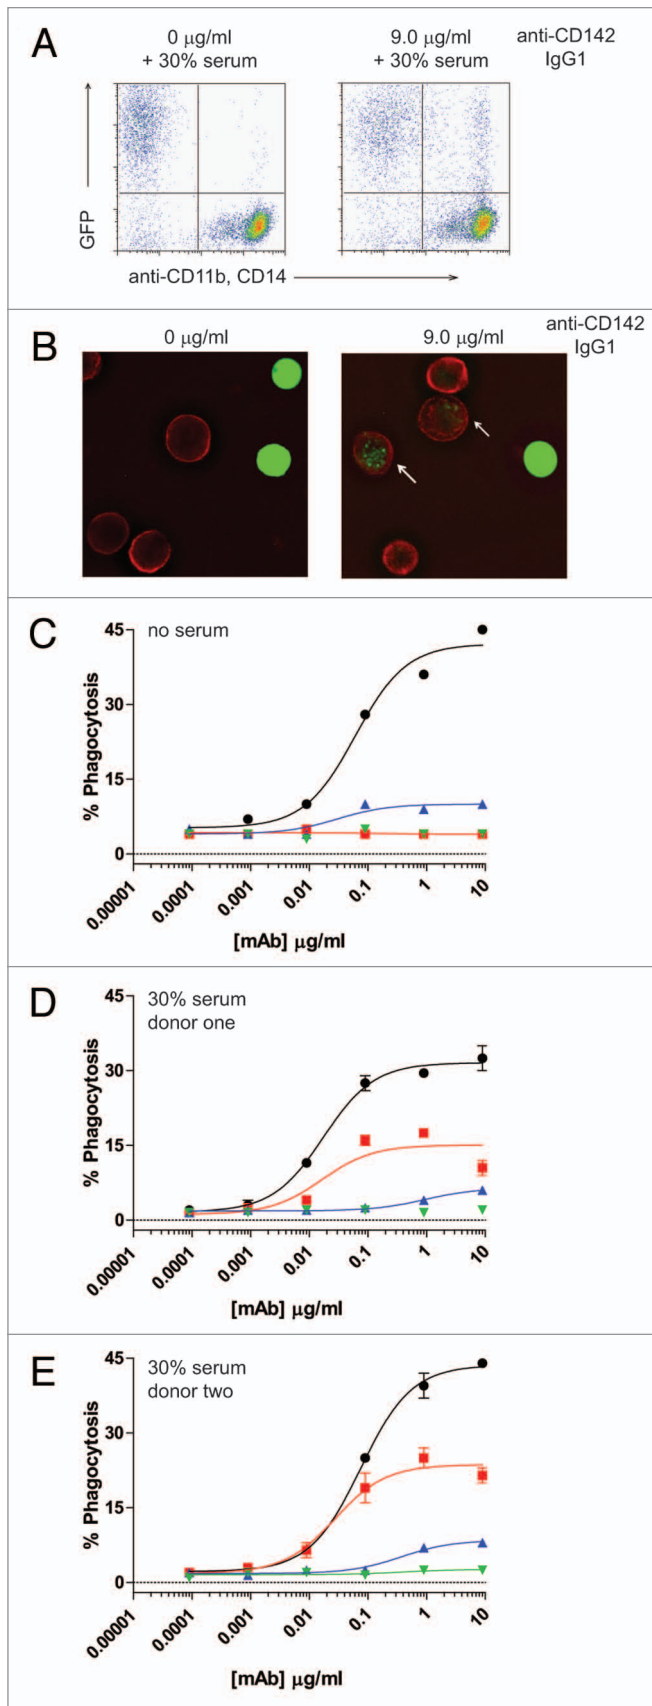 A
0 µg/ml
+ 30% serum
9.0 µg/ml
+30% serum
anti-CD142
IgG1
GFP
anti-CD11b, CD14
B
0 µg/ml
9.0 µg/ml
anti-CD142
IgG1
C
no serum
% Phagocytosis
45
30
15
0
0.00001
0.0001
0.001
0.01
0.1
1
10
[mAb] µg/ml
D
30% serum
donor one
% Phagocytosis
45
30
15
0
0.00001
0.0001
0.001
0.01
0.1
1
10
[mAb] µg/ml
E
30% serum
donor two
% Phagocytosis
45
30
15
0
0.00001
0.0001
0.001
0.01
0.1
1
10
[mAb] µg/ml